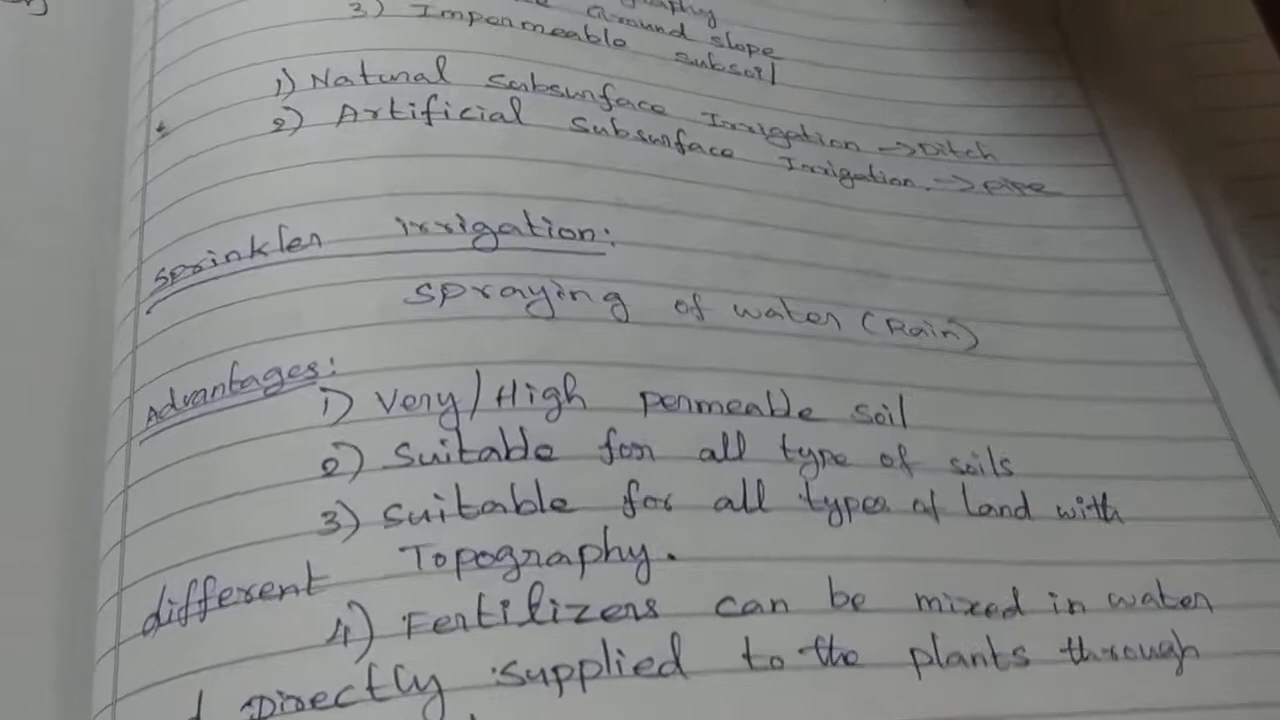 around slope
3) Impermeable subsoil
1) Natural Subsurface Irrigation → Ditch
2) Artificial Subsurface Irrigation. → pipe
Sprinkler irrigation:
Spraying of water (Rain)
Advantages:
1) Very/High permeable soil
2) Suitable for all type of soils
3) Suitable for all types of Land with
different Topography.
4) Fertilizers can be mixed in water
Directly supplied to the plants through